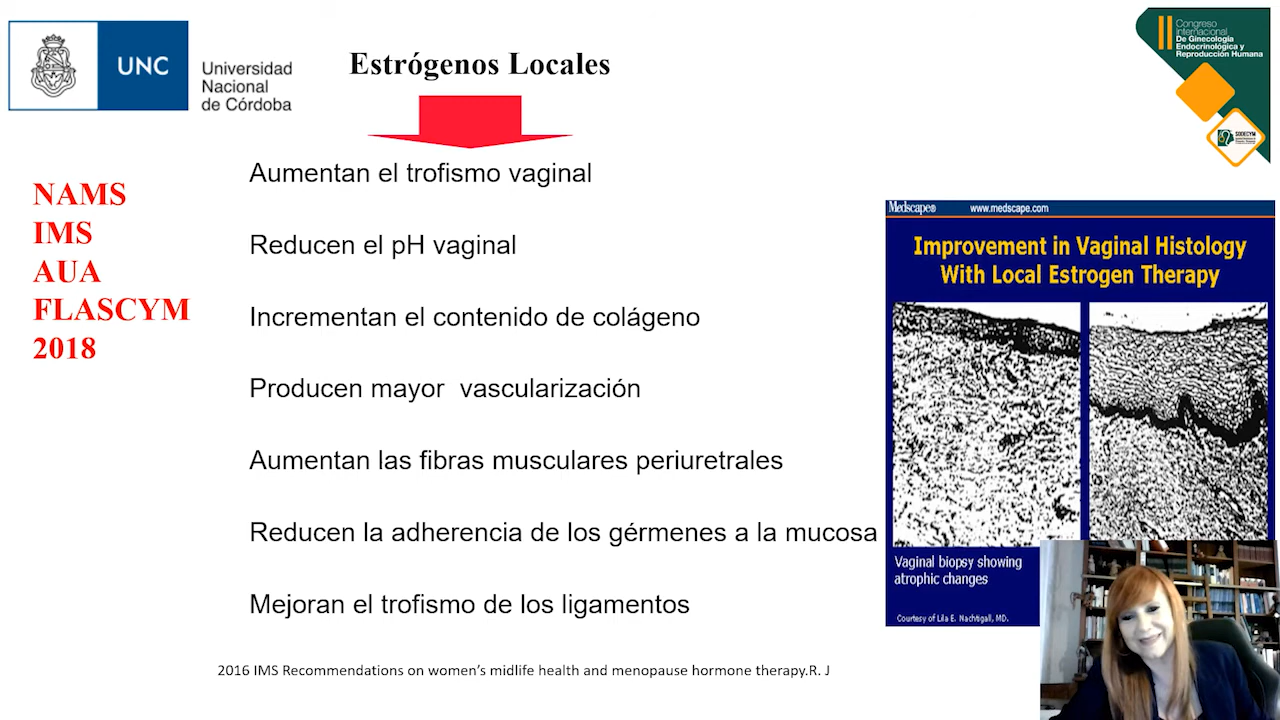 UNC
Universidad
Nacional
de Córdoba
Estrógenos Locales
Congreso
Internacional
De Ginecología
Endocrinológica y
Reproducción Humana
SODECYM
NAMS
IMS
AUA
FLASCYM
2018
Aumentan el trofismo vaginal
Reducen el pH vaginal
Incrementan el contenido de colágeno
Producen mayor  vascularización
Aumentan las fibras musculares periuretrales
Reducen la adherencia de los gérmenes a la mucosa
Mejoran el trofismo de los ligamentos
2016 IMS Recommendations on women’s midlife health and menopause hormone therapy.R. J
Medscape® www.medscape.com
Improvement in Vaginal Histology
With Local Estrogen Therapy
Vaginal biopsy showing
atrophic changes
Courtesy of Lila E. Nachtigall, MD.